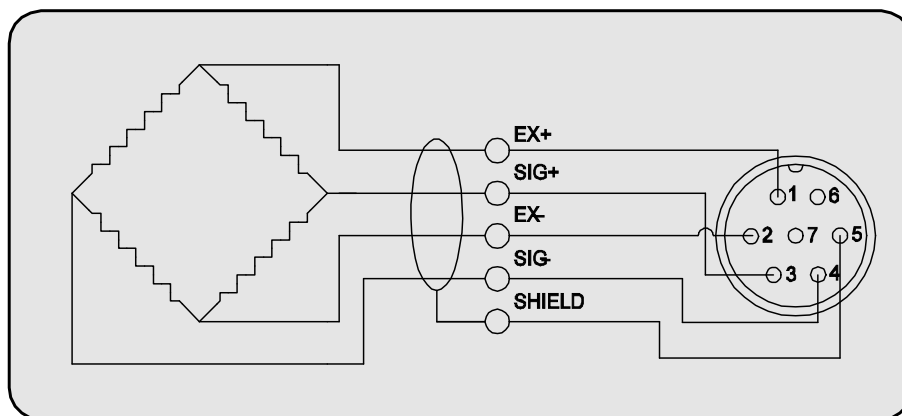 EX+
SIG+
EX-
SIG-
SHIELD
1 6
2 7 5
3 4